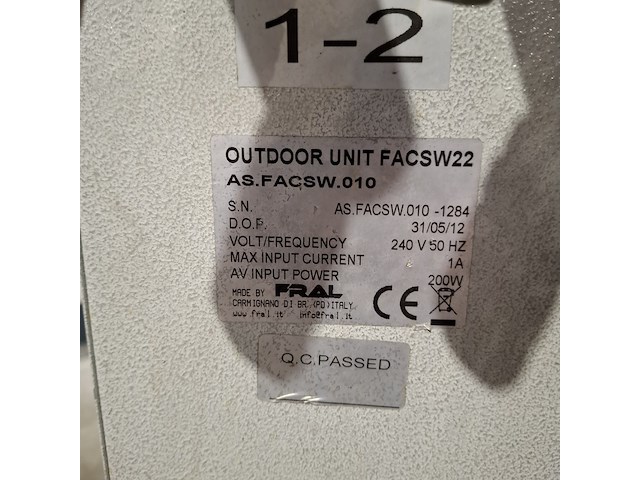 1-2
OUTDOOR UNIT FACSW22
AS.FACSW.010
S.N. AS.FACSW.010 -1284
D.O.P. 31/05/12
VOLT/FREQUENCY 240 V 50 HZ
MAX INPUT CURRENT 1A
AV INPUT POWER 200W
MADE BY FRAL
CARMIGNANO DI BR. (PD)ITALY
www.fral.it info@fral.it
CE
Q.C.PASSED